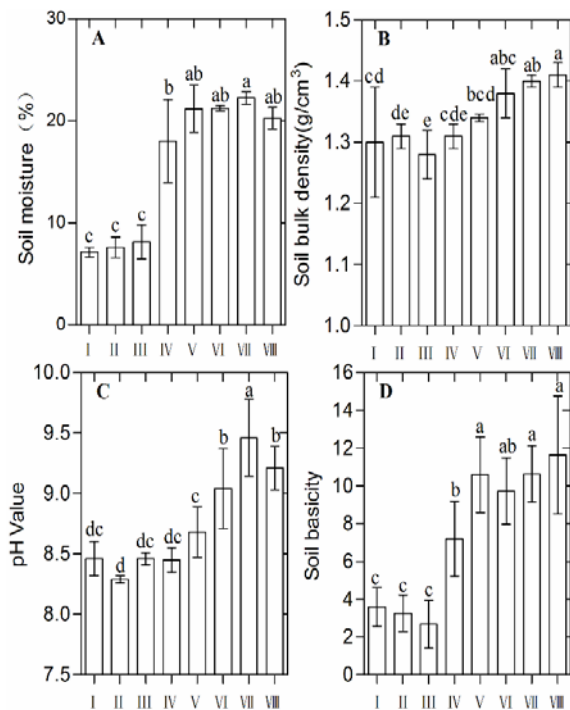 A
Soil moisture (%)
30
20
10
0
c c c b ab ab a ab
I II III IV V VI VII VIII
B
Soil bulk density(g/cm³)
1.5
1.4
1.3
1.2
1.1
1.0
cd de e cde bcd abc ab a
I II III IV V VI VII VIII
C
pH Value
10.0
9.5
9.0
8.5
8.0
7.5
dc d dc dc c b a b
I II III IV V VI VII VIII
D
Soil basicity
16
14
12
10
8
6
4
2
0
c c c b a ab a a
I II III IV V VI VII VIII